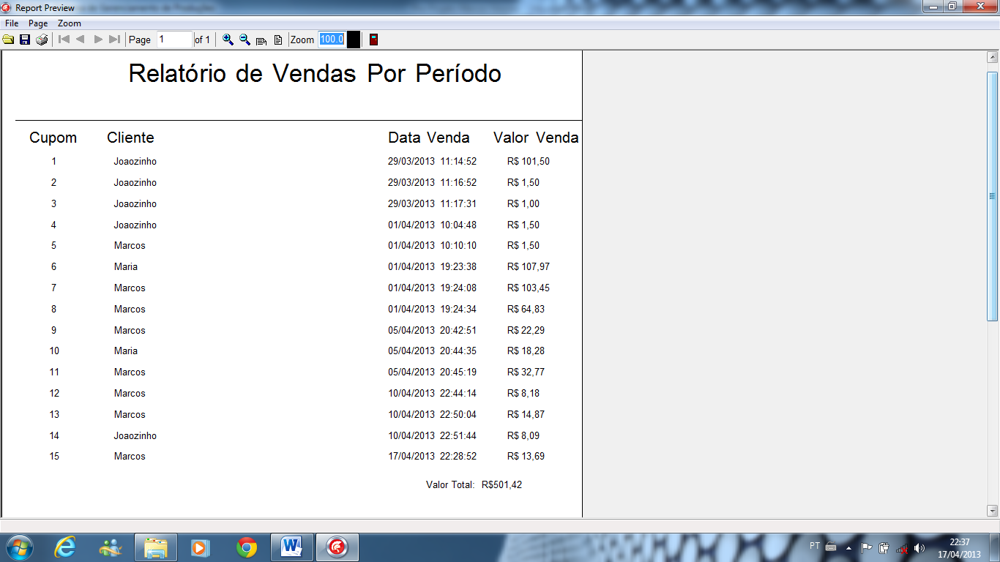 Report Preview
File Page Zoom
Page 1 of 1 Zoom 100.0
Relatório de Vendas Por Período
Cupom Cliente Data Venda Valor Venda
1 Joaozinho 29/03/2013 11:14:52 R$ 101,50
2 Joaozinho 29/03/2013 11:16:52 R$ 1,50
3 Joaozinho 29/03/2013 11:17:31 R$ 1,00
4 Joaozinho 01/04/2013 10:04:48 R$ 1,50
5 Marcos 01/04/2013 10:10:10 R$ 1,50
6 Maria 01/04/2013 19:23:38 R$ 107,97
7 Marcos 01/04/2013 19:24:08 R$ 103,45
8 Marcos 01/04/2013 19:24:34 R$ 64,83
9 Marcos 05/04/2013 20:42:51 R$ 22,29
10 Maria 05/04/2013 20:44:35 R$ 18,28
11 Marcos 05/04/2013 20:45:19 R$ 32,77
12 Marcos 10/04/2013 22:44:14 R$ 8,18
13 Marcos 10/04/2013 22:50:04 R$ 14,87
14 Joaozinho 10/04/2013 22:51:44 R$ 8,09
15 Marcos 17/04/2013 22:28:52 R$ 13,69
Valor Total: R$501,42
PT 22:37
17/04/2013